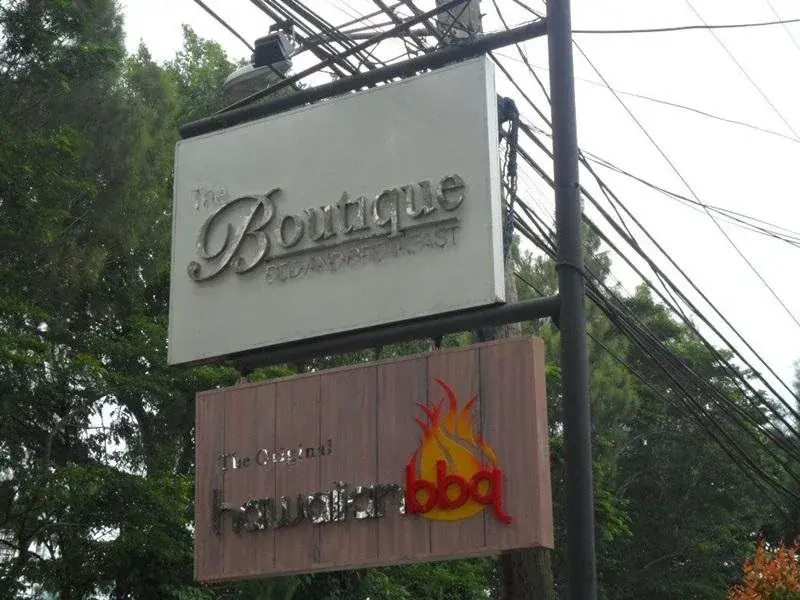 The
Boutique
BED AND BREAKFAST
The Original
hawaiian bbq